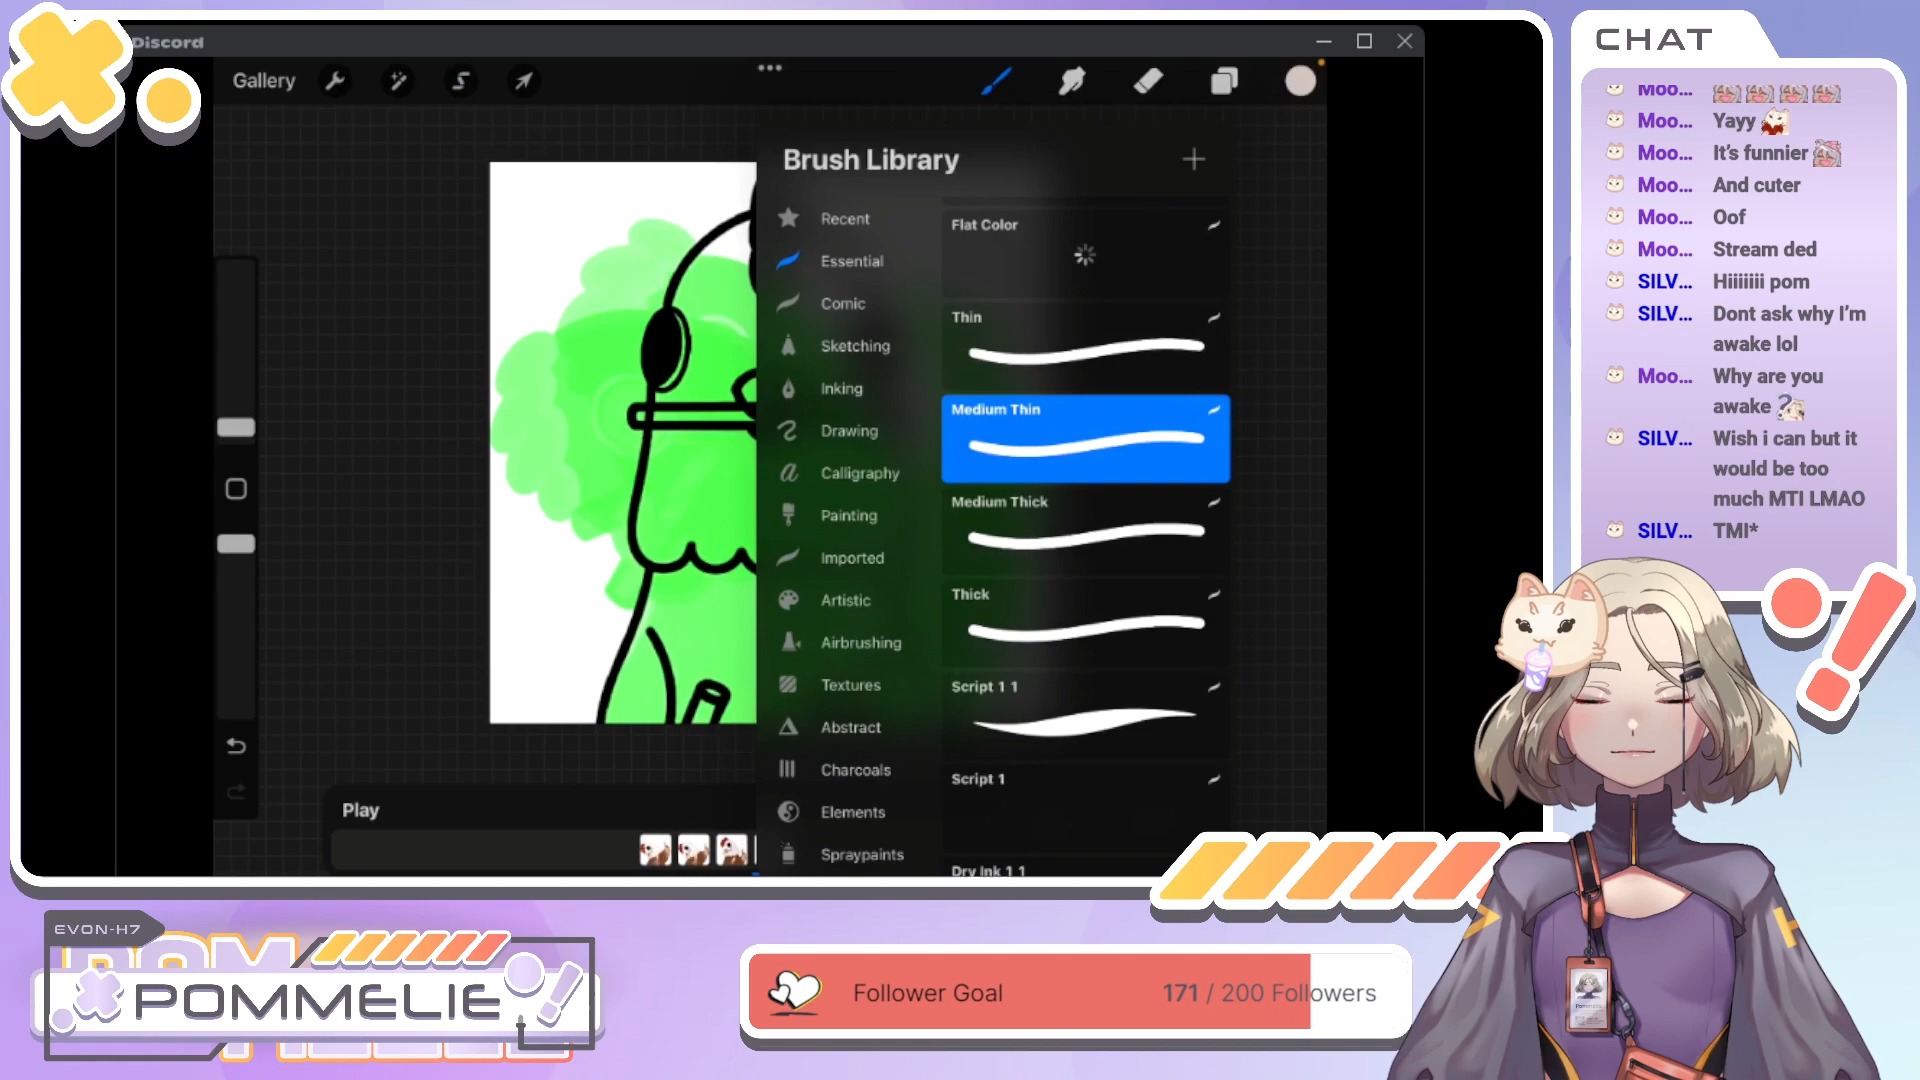 Discord
Gallery
Brush Library
Recent
Essential
Comic
Sketching
Inking
Drawing
Calligraphy
Painting
Imported
Artistic
Airbrushing
Textures
Abstract
Charcoals
Elements
Spraypaints
Flat Color
Thin
Medium Thin
Medium Thick
Thick
Script 1 1
Script 1
Dry Ink 1 1
Play
CHAT
Moo...
Moo... Yayy
Moo... It's funnier
Moo... And cuter
Moo... Oof
Moo... Stream ded
SILV... Hiiiiiii pom
SILV... Dont ask why I'm
awake lol
Moo... Why are you
awake
SILV... Wish i can but it
would be too
much MTI LMAO
SILV... TMI*
EVON-H7
POMMELIE
Follower Goal 171 / 200 Followers